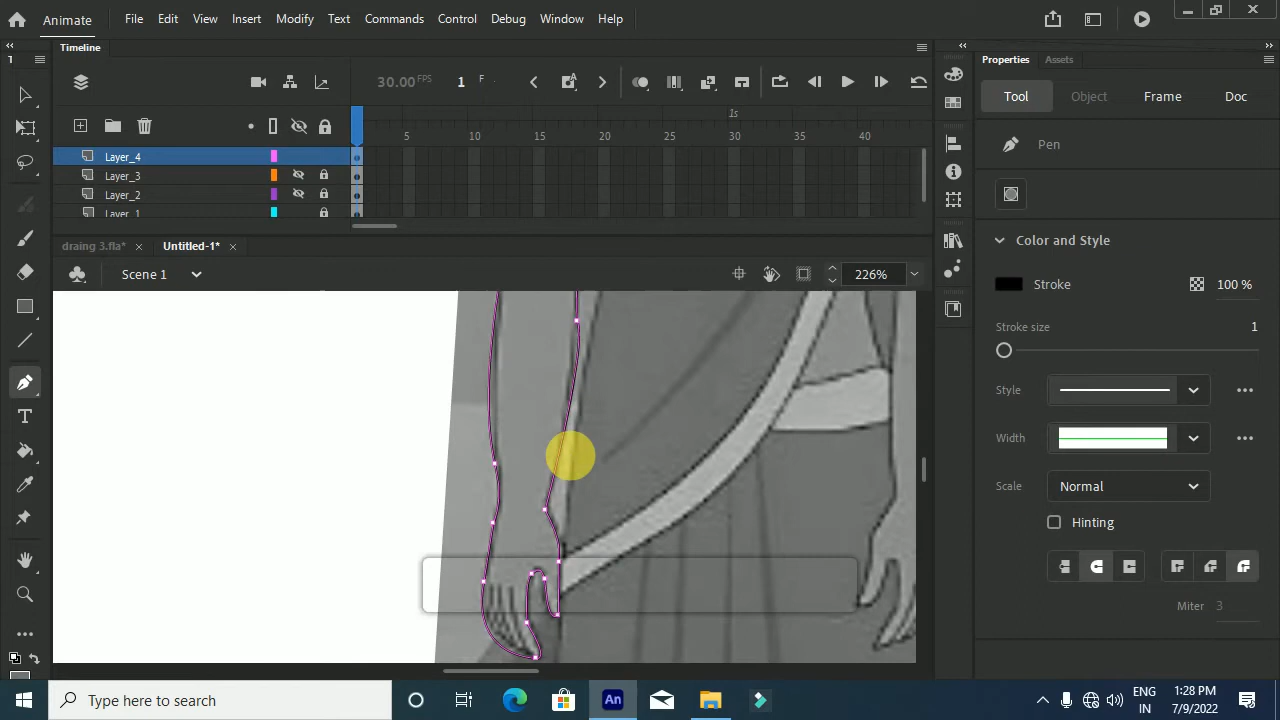 Animate
File
Edit
View
Insert
Modify
Text
Commands
Control
Debug
Window
Help
Timeline
30.00 FPS
1 F
1s
5 10 15 20 25 30 35 40
Layer_4
Layer_3
Layer_2
Layer_1
draing 3.fla*
Untitled-1*
Scene 1
226%
Properties
Assets
Tool
Object
Frame
Doc
Pen
Color and Style
Stroke
100 %
Stroke size
1
Style
Width
Scale
Normal
Hinting
Miter 3
Type here to search
ENG
IN
1:28 PM
7/9/2022